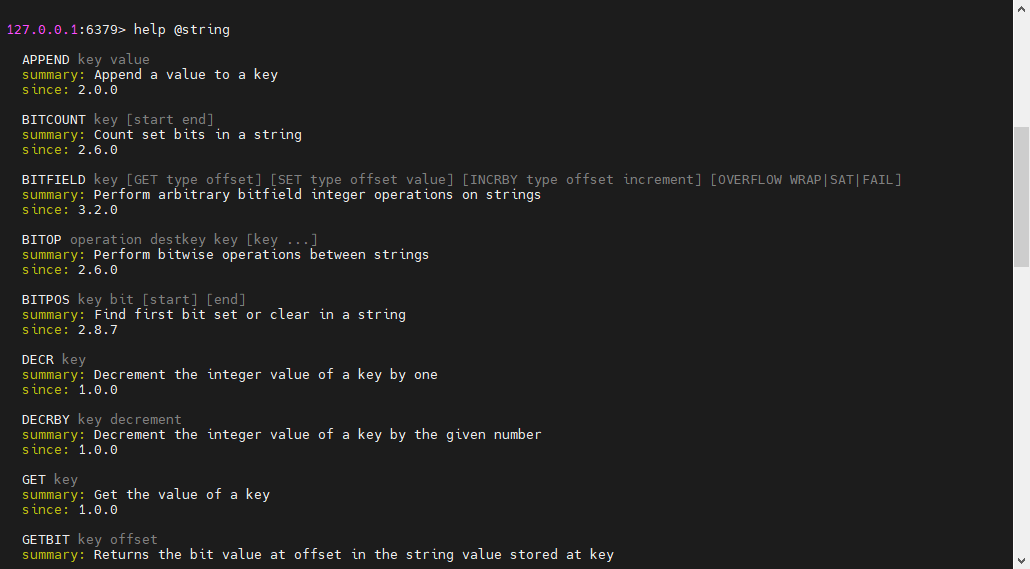 127.0.0.1:6379> help @string
APPEND key value
summary: Append a value to a key
since: 2.0.0
BITCOUNT key [start end]
summary: Count set bits in a string
since: 2.6.0
BITFIELD key [GET type offset] [SET type offset value] [INCRBY type offset increment] [OVERFLOW WRAP|SAT|FAIL]
summary: Perform arbitrary bitfield integer operations on strings
since: 3.2.0
BITOP operation destkey key [key ...]
summary: Perform bitwise operations between strings
since: 2.6.0
BITPOS key bit [start] [end]
summary: Find first bit set or clear in a string
since: 2.8.7
DECR key
summary: Decrement the integer value of a key by one
since: 1.0.0
DECRBY key decrement
summary: Decrement the integer value of a key by the given number
since: 1.0.0
GET key
summary: Get the value of a key
since: 1.0.0
GETBIT key offset
summary: Returns the bit value at offset in the string value stored at key